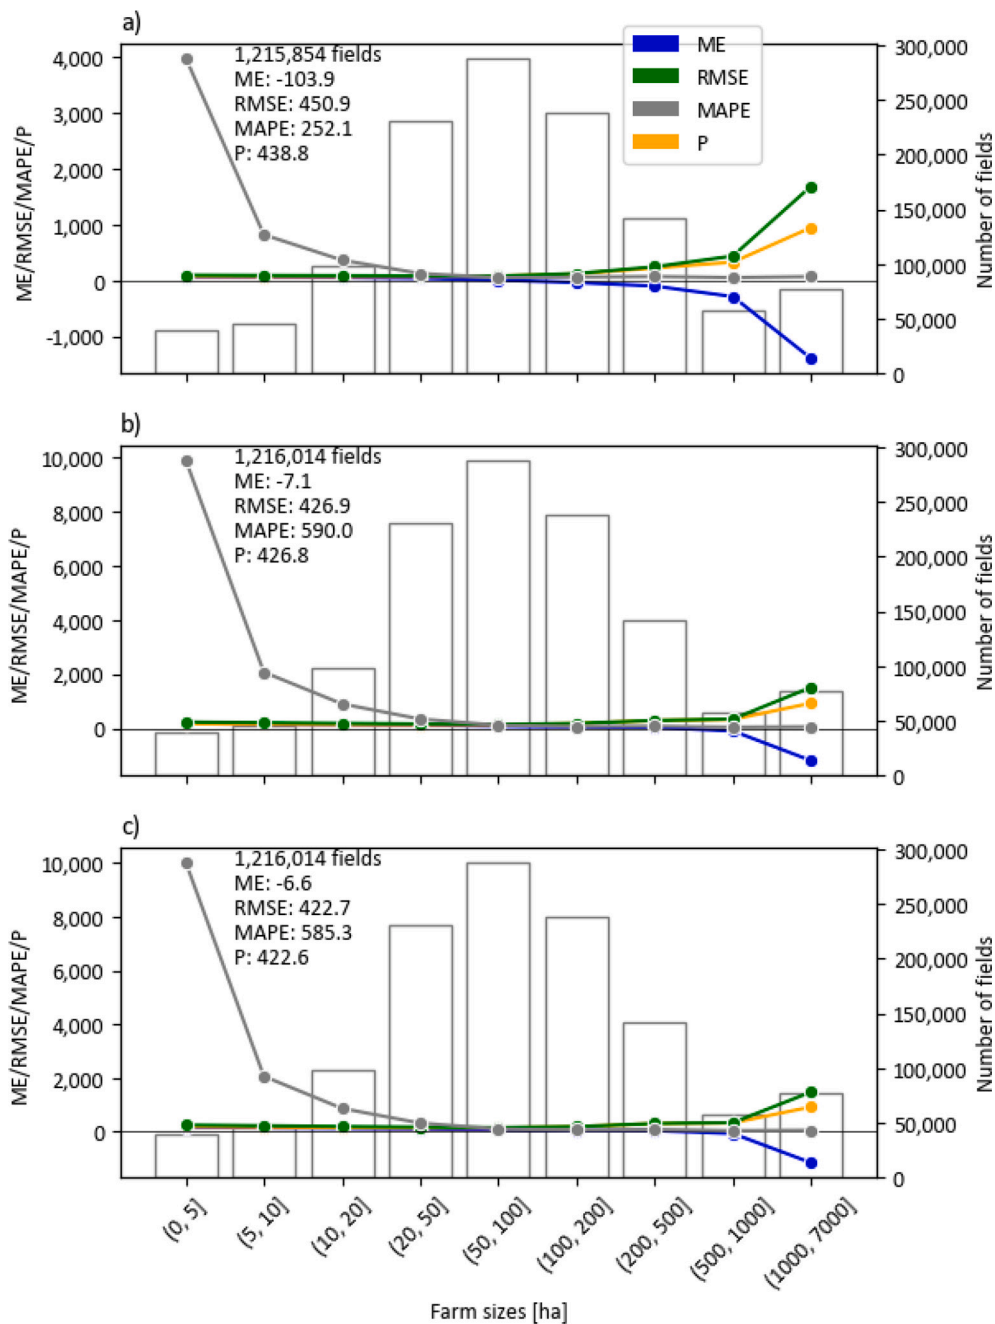 a)
1,215,854 fields
ME: -103.9
RMSE: 450.9
MAPE: 252.1
P: 438.8
ME
RMSE
MAPE
P
4,000
3,000
2,000
1,000
0
-1,000
ME/RMSE/MAPE/P
300,000
250,000
200,000
150,000
100,000
50,000
0
Number of fields
b)
1,216,014 fields
ME: -7.1
RMSE: 426.9
MAPE: 590.0
P: 426.8
10,000
8,000
6,000
4,000
2,000
0
ME/RMSE/MAPE/P
300,000
250,000
200,000
150,000
100,000
50,000
0
Number of fields
c)
1,216,014 fields
ME: -6.6
RMSE: 422.7
MAPE: 585.3
P: 422.6
10,000
8,000
6,000
4,000
2,000
0
ME/RMSE/MAPE/P
300,000
250,000
200,000
150,000
100,000
50,000
0
Number of fields
(0, 5]
(5, 10]
(10, 20]
(20, 50]
(50, 100]
(100, 200]
(200, 500]
(500, 1000]
(1000, 7000]
Farm sizes [ha]